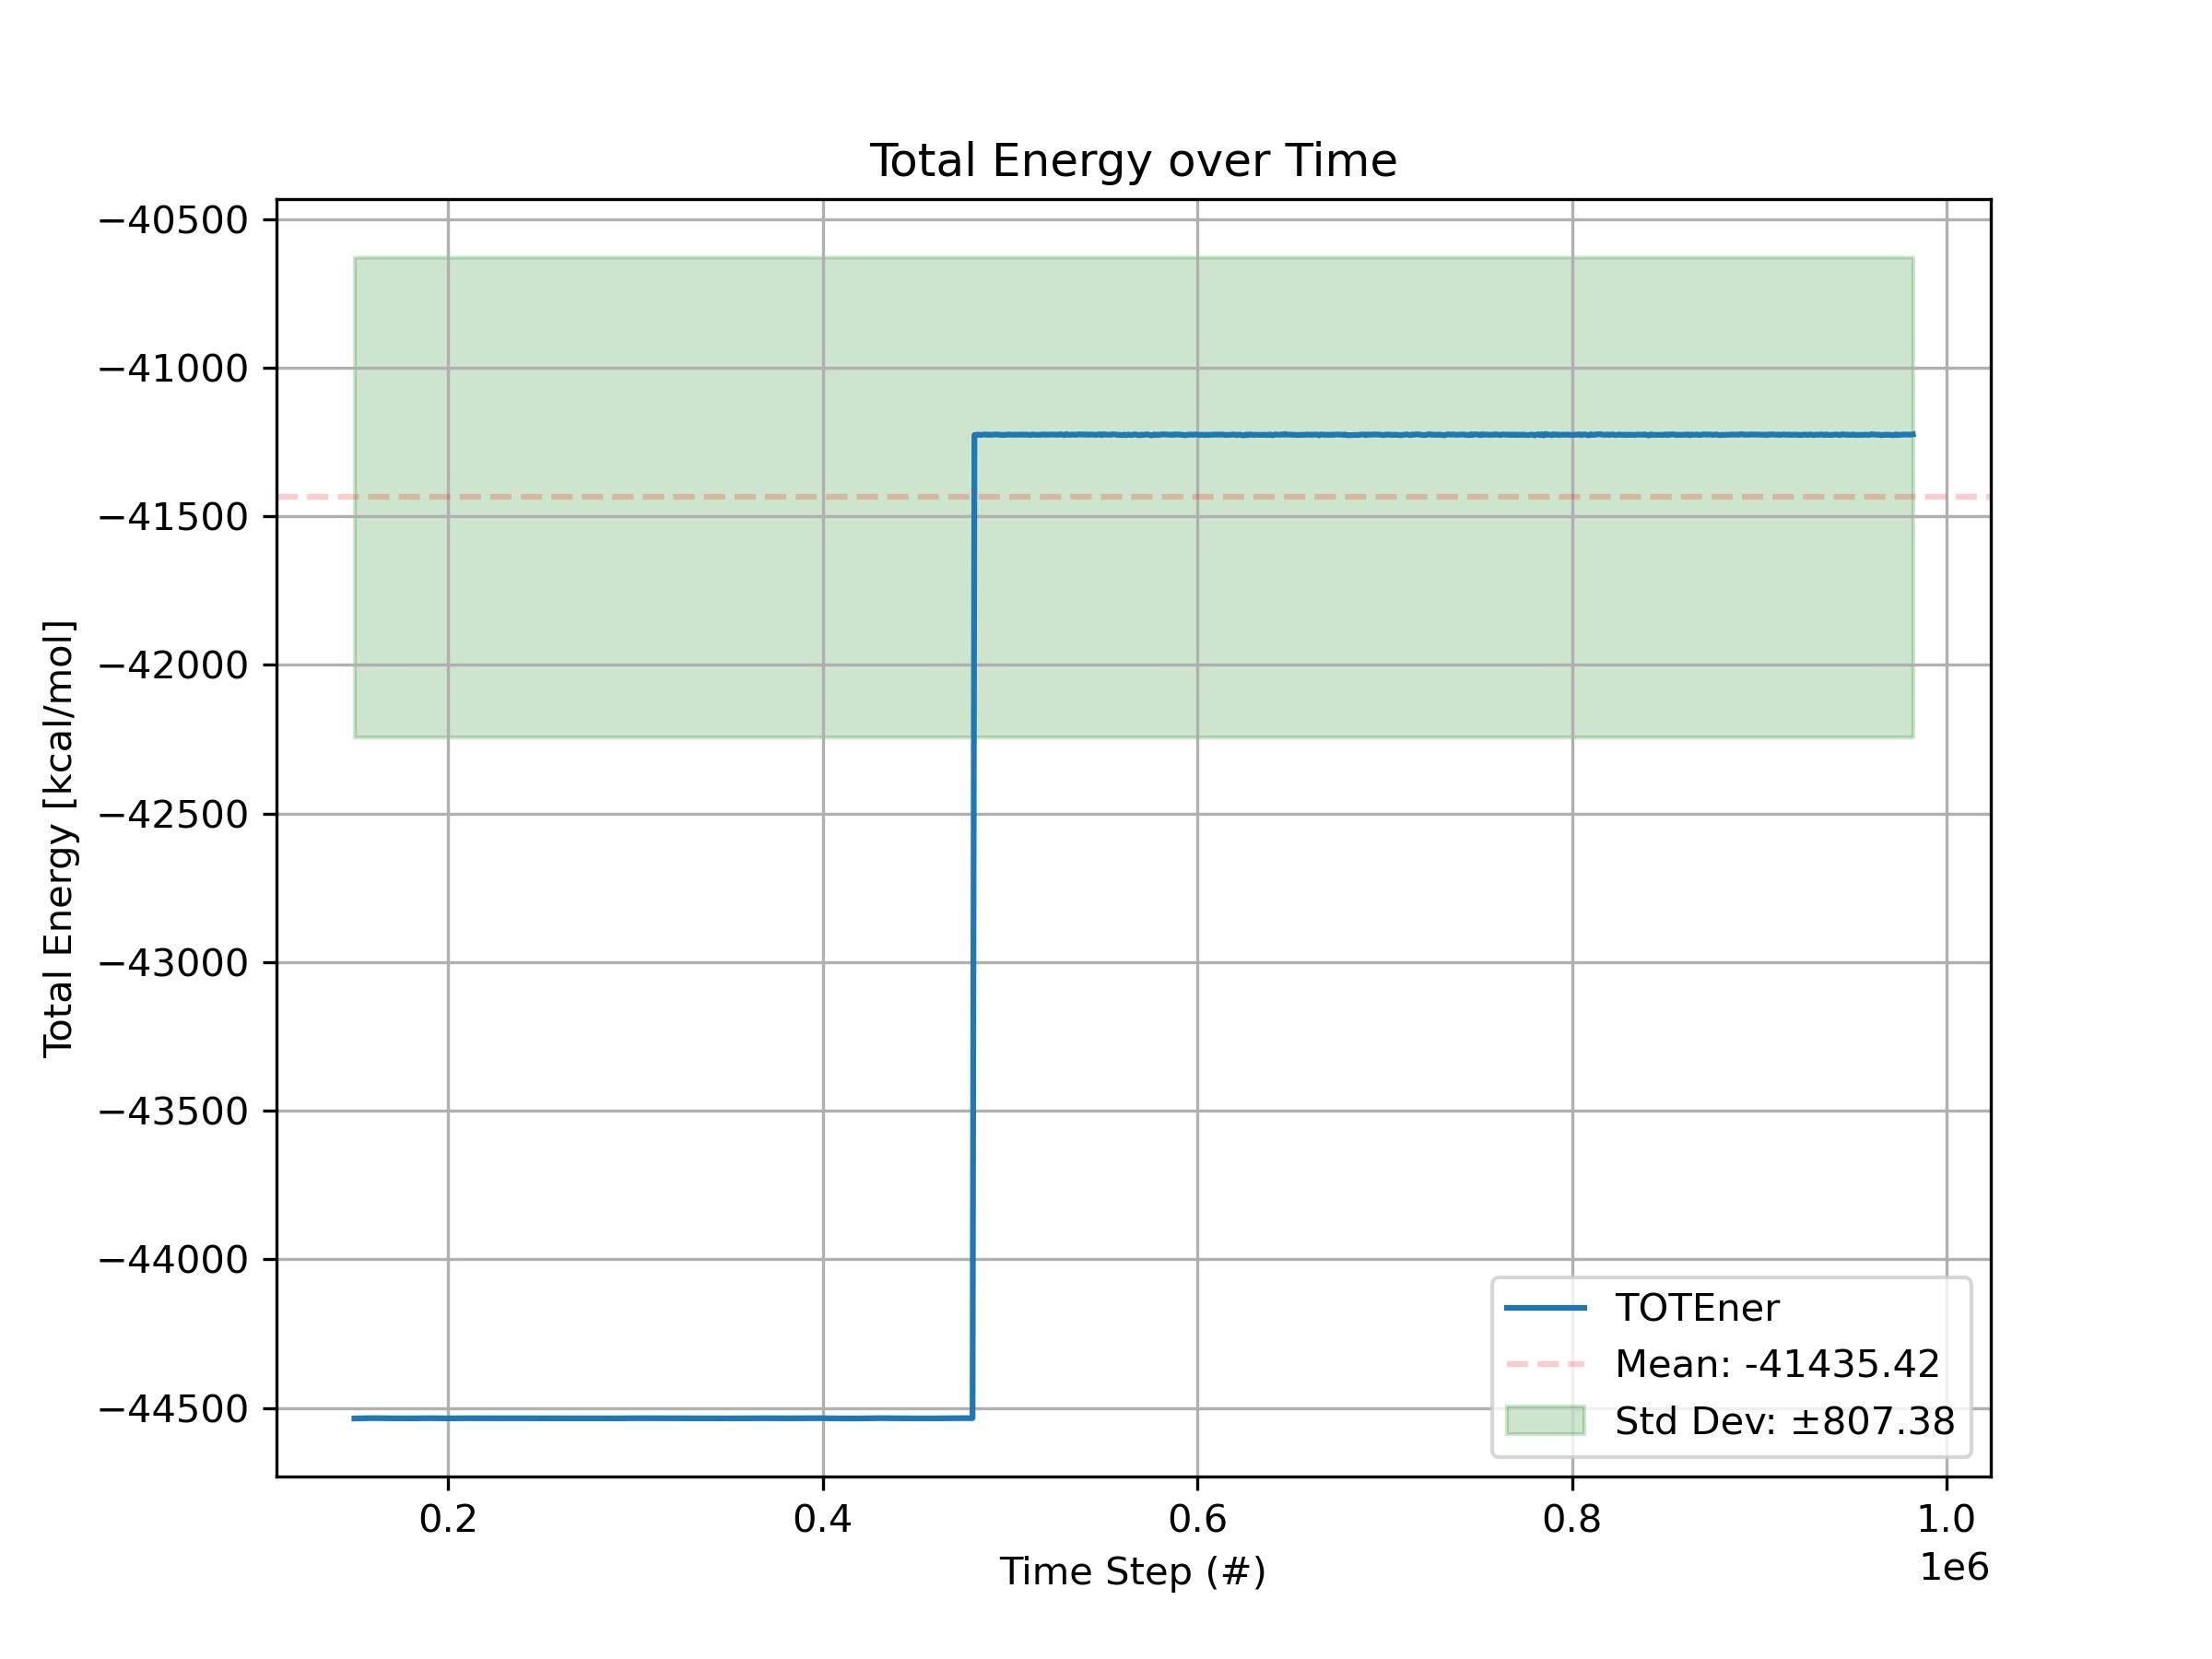 Total Energy over Time
−40500
−41000
−41500
−42000
−42500
−43000
−43500
−44000
−44500
Total Energy [kcal/mol]
TOTEner
Mean: -41435.42
Std Dev: ±807.38
0.2 0.4 0.6 0.8 1.0
1e6
Time Step (#)